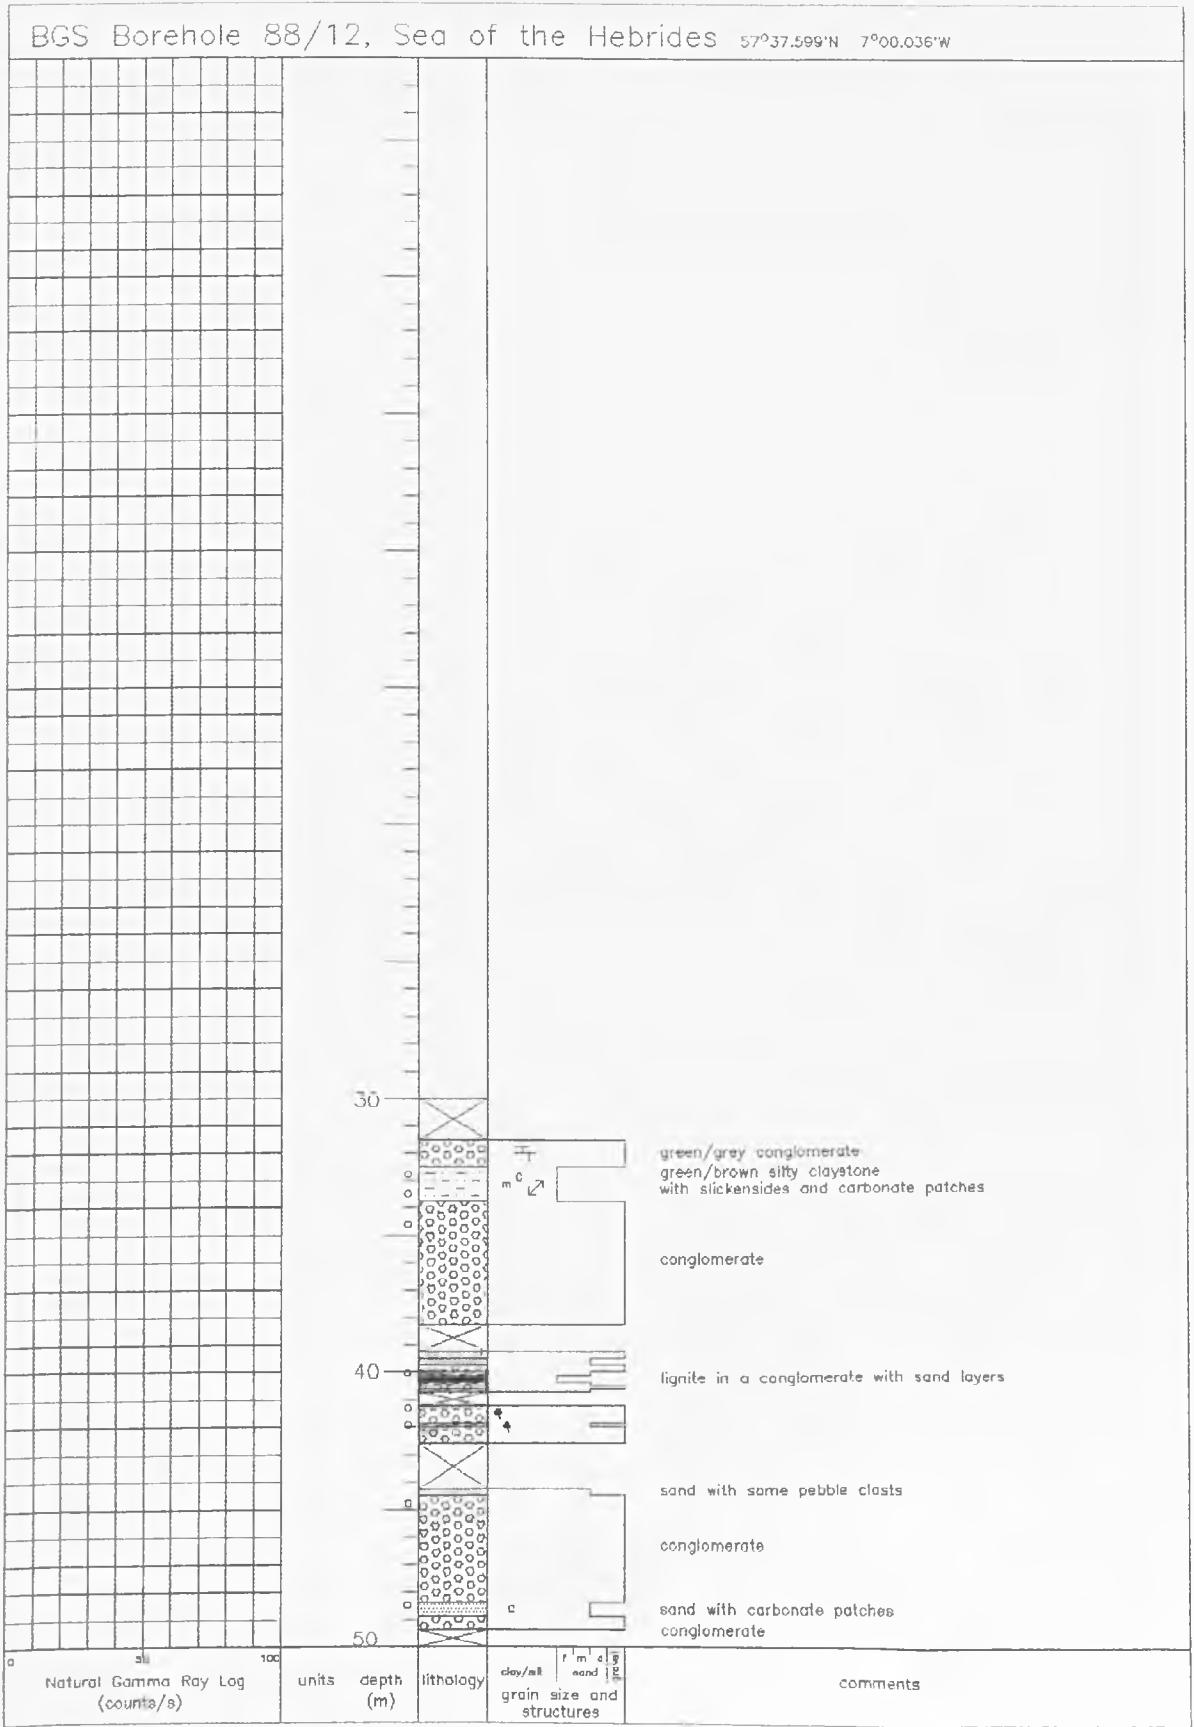 BGS Borehole 88/12, Sea of the Hebrides 57°37.599'N 7°00.036'W
30
green/grey conglomerate
green/brown silty claystone
m c
with slickensides and carbonate patches
conglomerate
40
lignite in a conglomerate with sand layers
sand with some pebble clasts
conglomerate
c
sand with carbonate patches
conglomerate
50
0 50 100
Natural Gamma Ray Log
(counts/s)
units
depth
(m)
lithology
f m c
clay/silt sand
grain size and
structures
comments